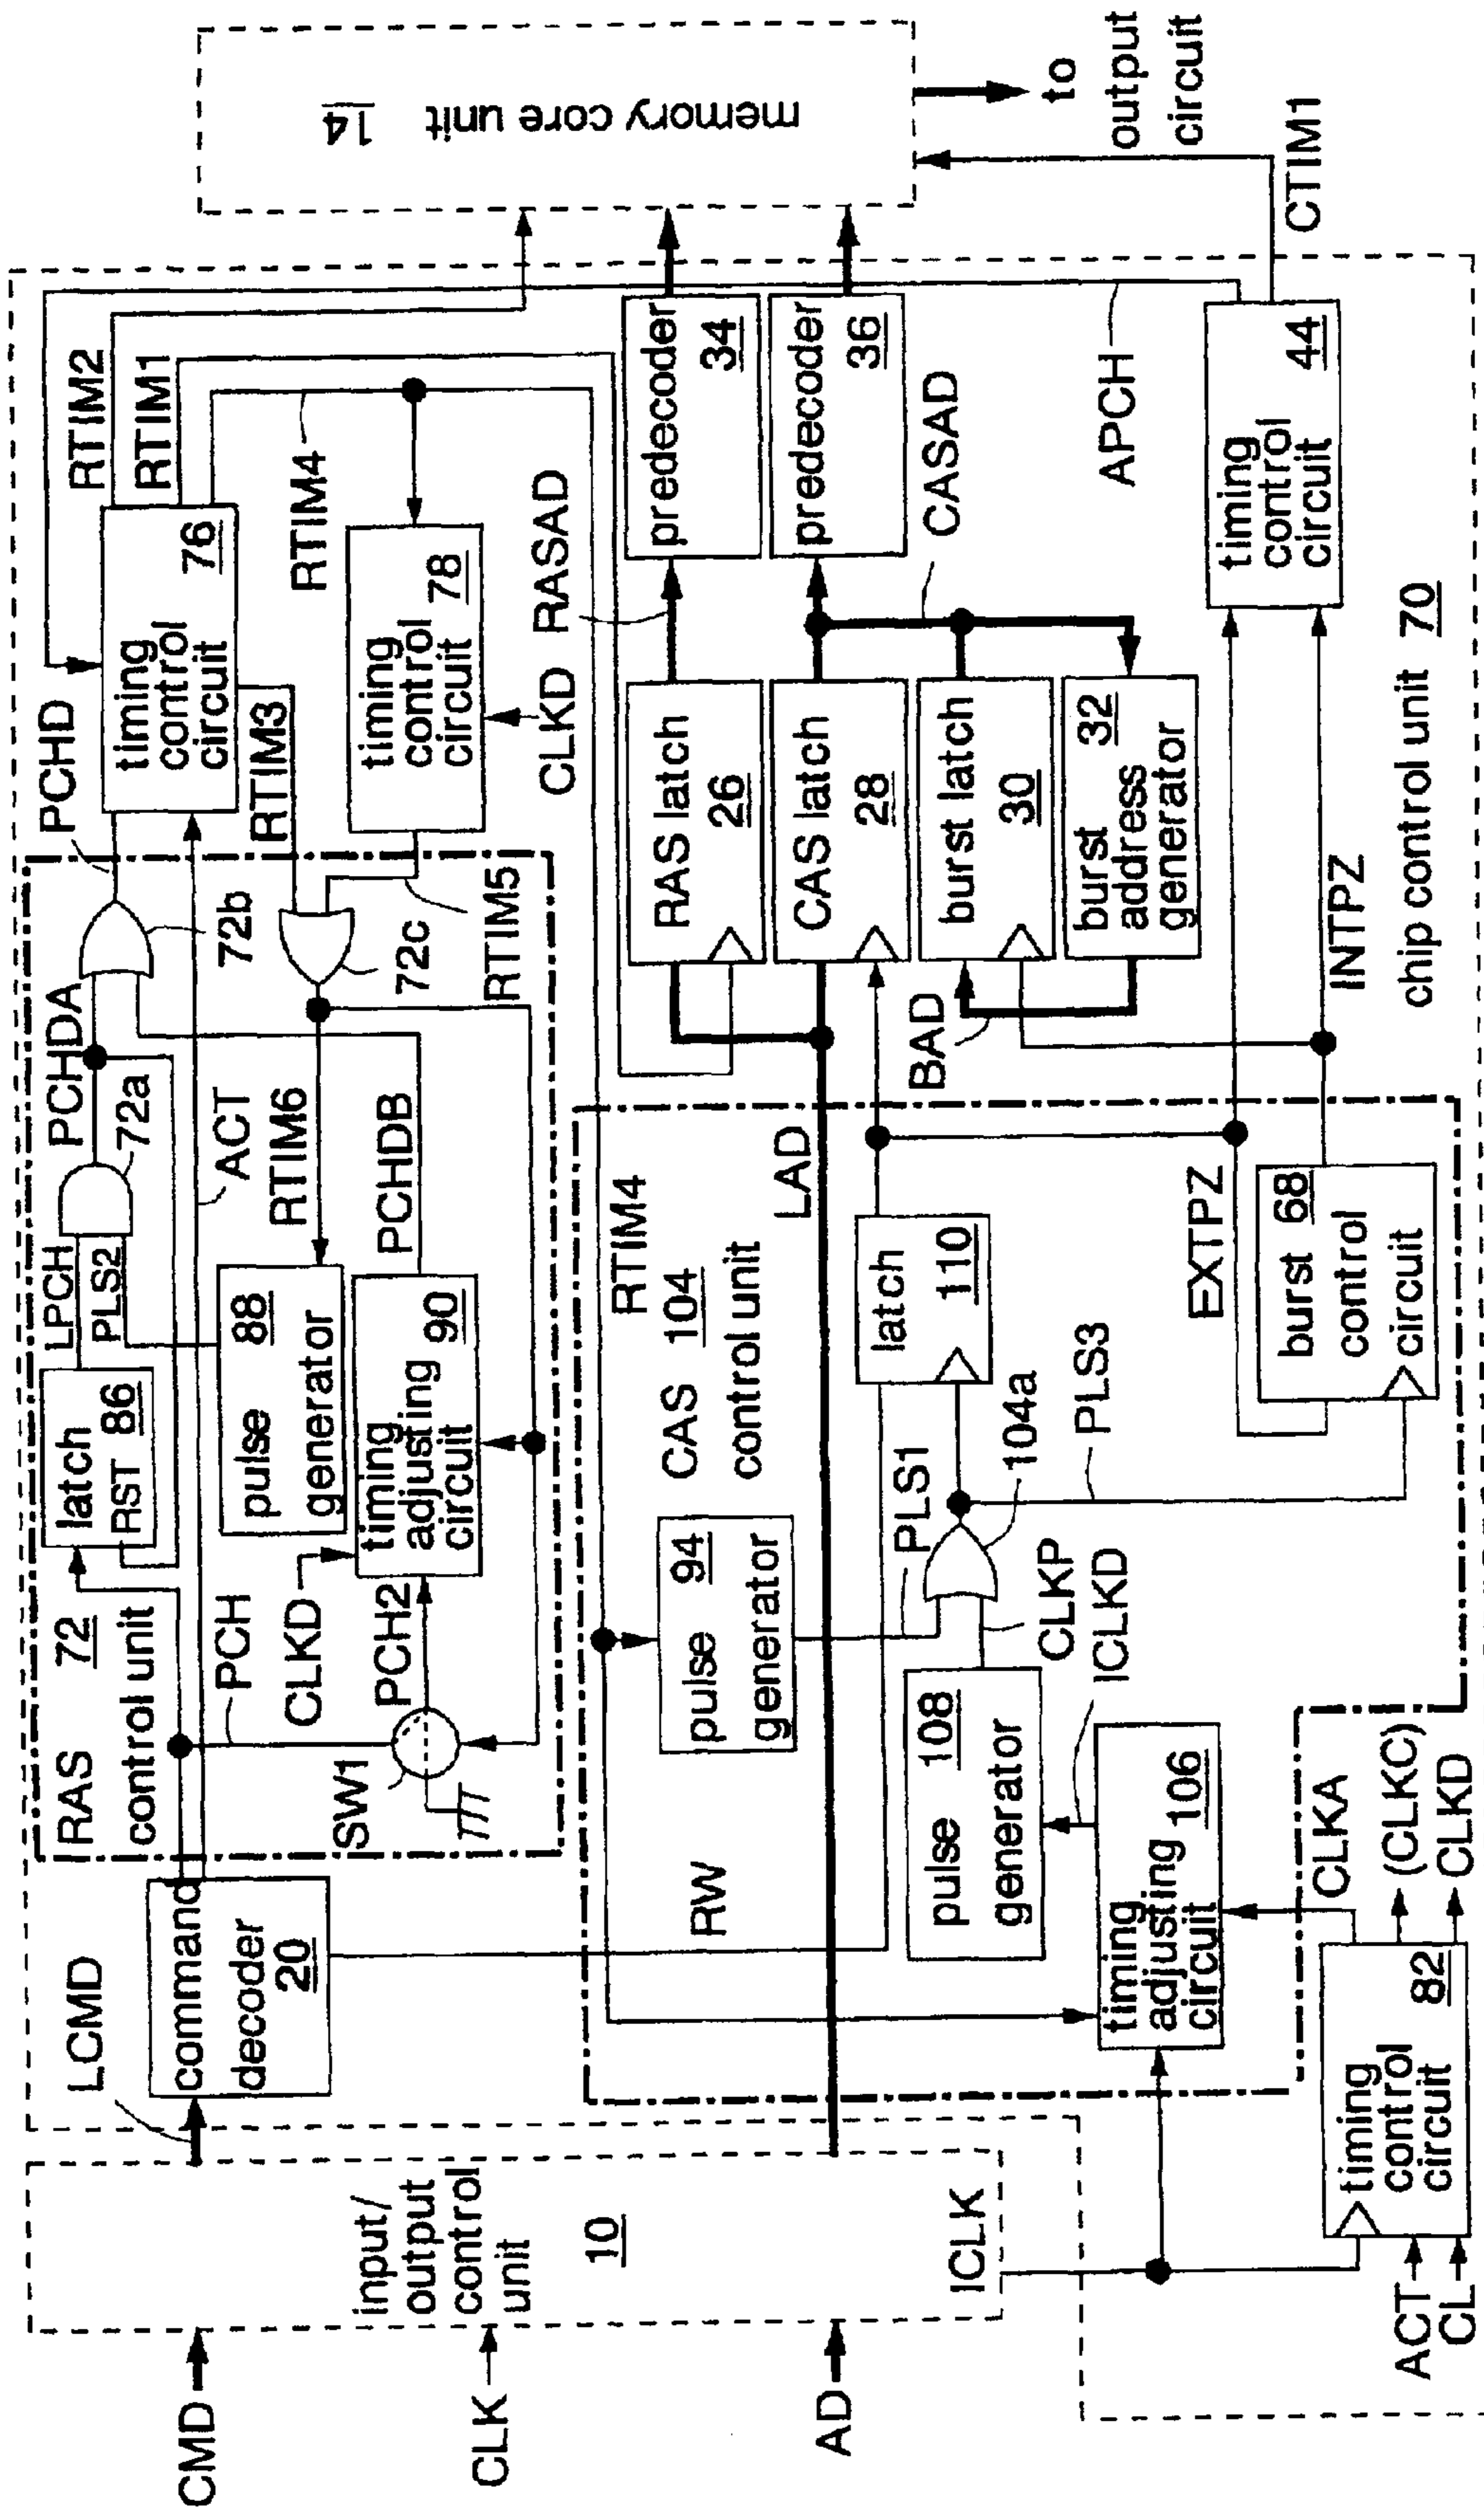 CMD
CLK
AD
input/
output
control
unit
10
ICLK
LCMD
command
decoder
20
RAS 72
control unit
PCH
latch
RST 86
LPCH
PLS2
PCHDA
72a
ACT
RTIM6
pulse 88
generator
CLKD
timing
adjusting
circuit 90
PCH2
SW1
PCHDB
72b
72c
PCHD
RTIM3
RTIM5
timing
control
circuit
76
RTIM2
RTIM1
RTIM4
timing
control
circuit
78
CLKD
RASAD
memory core unit 14
to
output
circuit
CTIM1
RW
RTIM4
CAS 104
control unit
pulse 94
generator
PLS1
104a
PLS3
CLKP
ICLKD
pulse 108
generator
timing
adjusting
circuit 106
latch
110
LAD
EXTPZ
burst 68
control
circuit
RAS latch
26
CAS latch
28
burst latch
30
burst 32
address
generator
BAD
predecoder
34
predecoder
36
CASAD
APCH
timing
control
circuit
44
INTPZ
chip control unit 70
CLKA
(CLKC)
CLKD
timing
control
circuit
82
ACT
CL